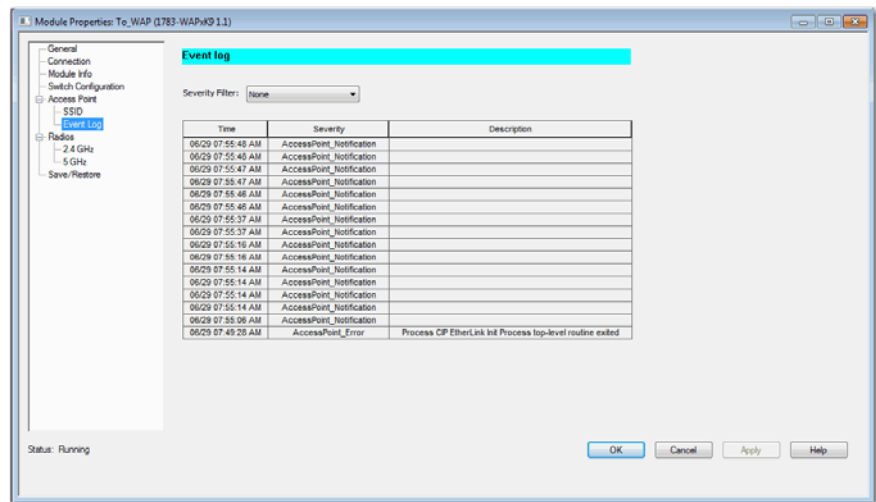 Module Properties: To_WAP (1783-WAPxK9 1.1)
General
Connection
Module Info
Switch Configuration
Access Point
SSID
Event Log
Radios
2.4 GHz
5 GHz
Save/Restore
Event log
Severity Filter: None
Time Severity Description
06/29 07:55:48 AM AccessPoint_Notification
06/29 07:55:48 AM AccessPoint_Notification
06/29 07:55:47 AM AccessPoint_Notification
06/29 07:55:47 AM AccessPoint_Notification
06/29 07:55:46 AM AccessPoint_Notification
06/29 07:55:46 AM AccessPoint_Notification
06/29 07:55:37 AM AccessPoint_Notification
06/29 07:55:37 AM AccessPoint_Notification
06/29 07:55:16 AM AccessPoint_Notification
06/29 07:55:16 AM AccessPoint_Notification
06/29 07:55:14 AM AccessPoint_Notification
06/29 07:55:14 AM AccessPoint_Notification
06/29 07:55:14 AM AccessPoint_Notification
06/29 07:55:14 AM AccessPoint_Notification
06/29 07:55:06 AM AccessPoint_Notification
06/29 07:49:28 AM AccessPoint_Error Process CIP EtherLink Init Process top-level routine exited
Status: Running
OK Cancel Apply Help